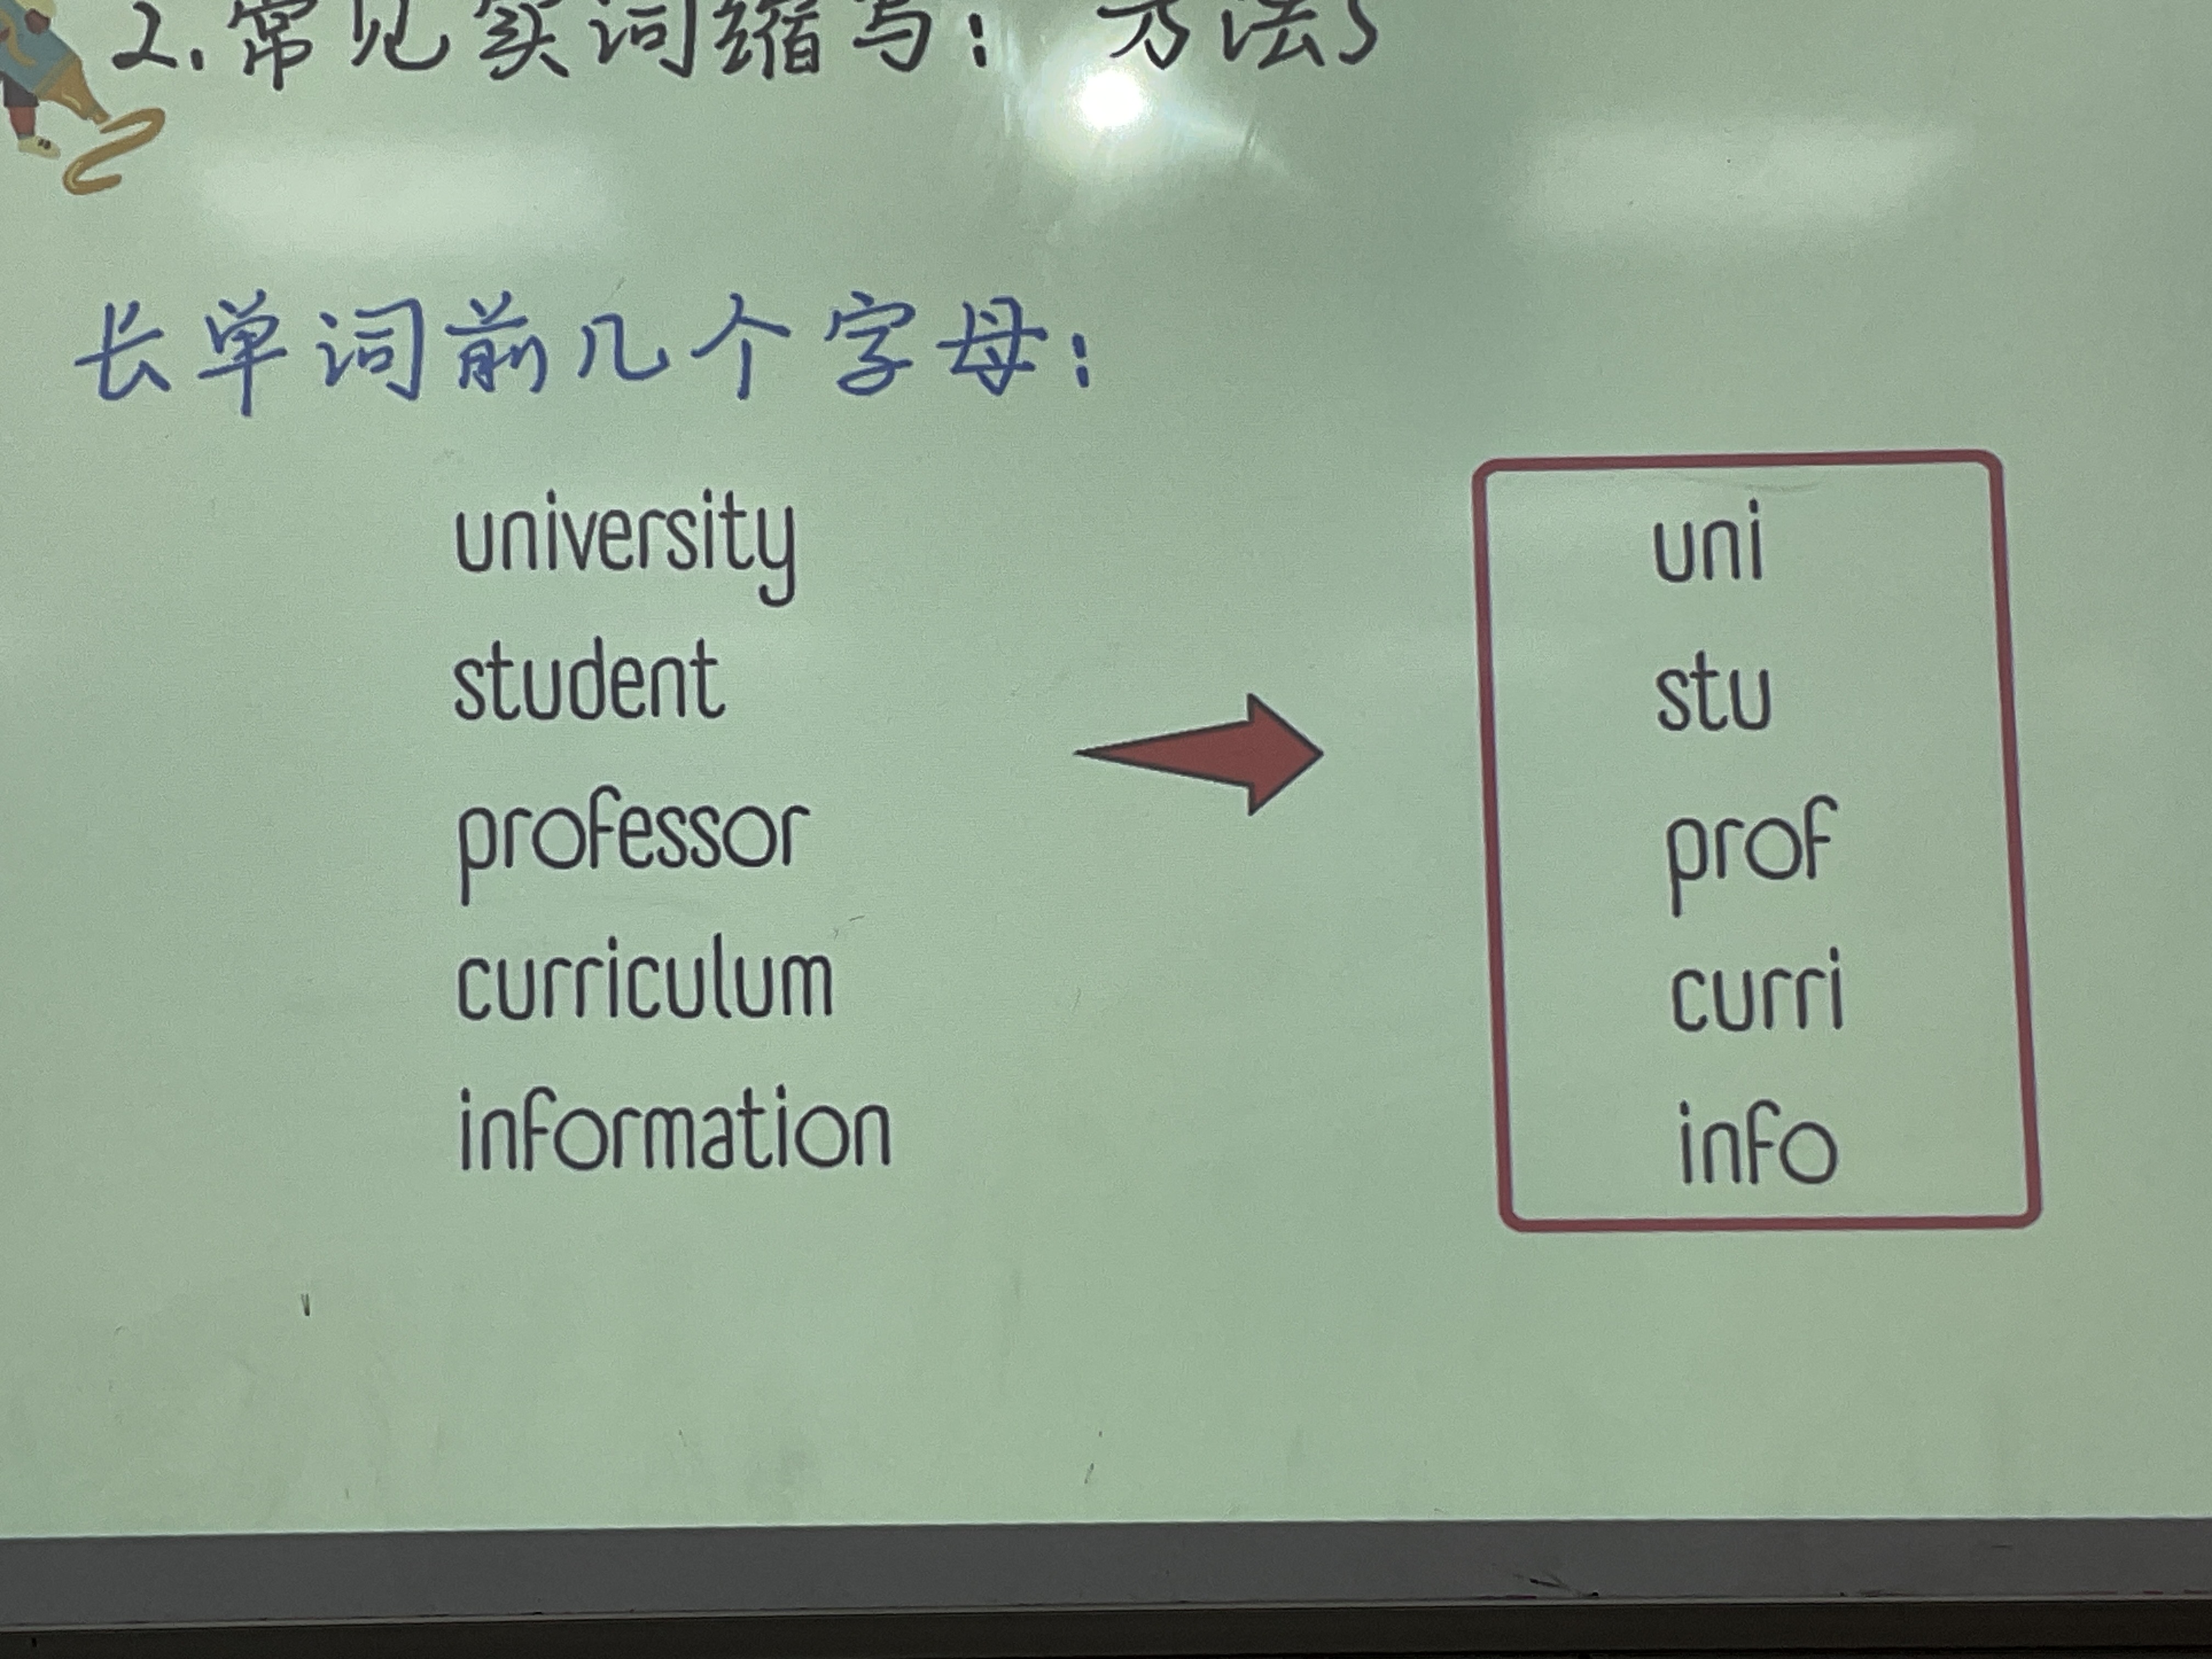 2.常见实词缩写：方法3
长单词前几个字母：
university
student
professor
curriculum
information
uni
stu
prof
curri
info